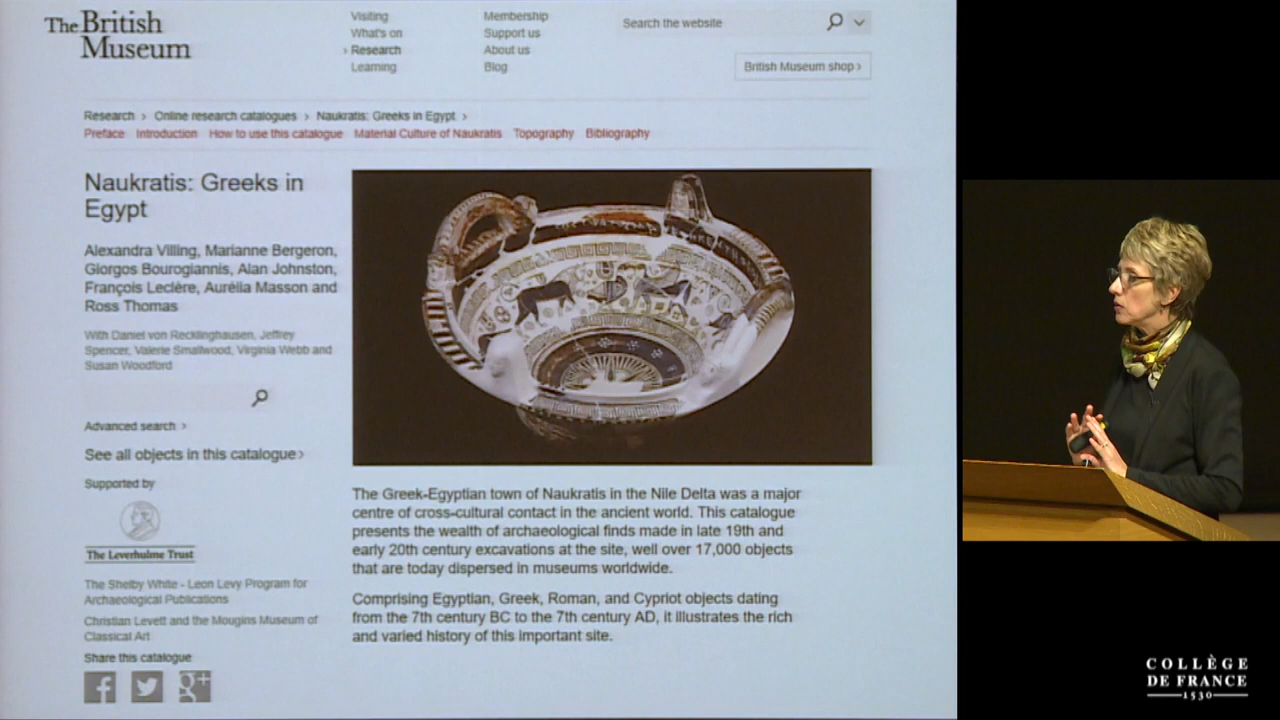 The British
Museum
Visiting
What's on
› Research
Learning
Membership
Support us
About us
Blog
Search the website
British Museum shop ›
Research › Online research catalogues › Naukratis: Greeks in Egypt ›
Preface Introduction How to use this catalogue Material Culture of Naukratis Topography Bibliography
Naukratis: Greeks in
Egypt
Alexandra Villing, Marianne Bergeron,
Giorgos Bourogiannis, Alan Johnston,
François Leclère, Aurélia Masson and
Ross Thomas
With Daniel von Recklinghausen, Jeffrey
Spencer, Valerie Smallwood, Virginia Webb and
Susan Woodford
Advanced search ›
See all objects in this catalogue ›
Supported by
The Leverhulme Trust
The Shelby White - Leon Levy Program for
Archaeological Publications
Christian Levett and the Mougins Museum of
Classical Art
Share this catalogue
f
g+
The Greek-Egyptian town of Naukratis in the Nile Delta was a major
centre of cross-cultural contact in the ancient world. This catalogue
presents the wealth of archaeological finds made in late 19th and
early 20th century excavations at the site, well over 17,000 objects
that are today dispersed in museums worldwide.
Comprising Egyptian, Greek, Roman, and Cypriot objects dating
from the 7th century BC to the 7th century AD, it illustrates the rich
and varied history of this important site.
COLLÈGE
DE FRANCE
1530